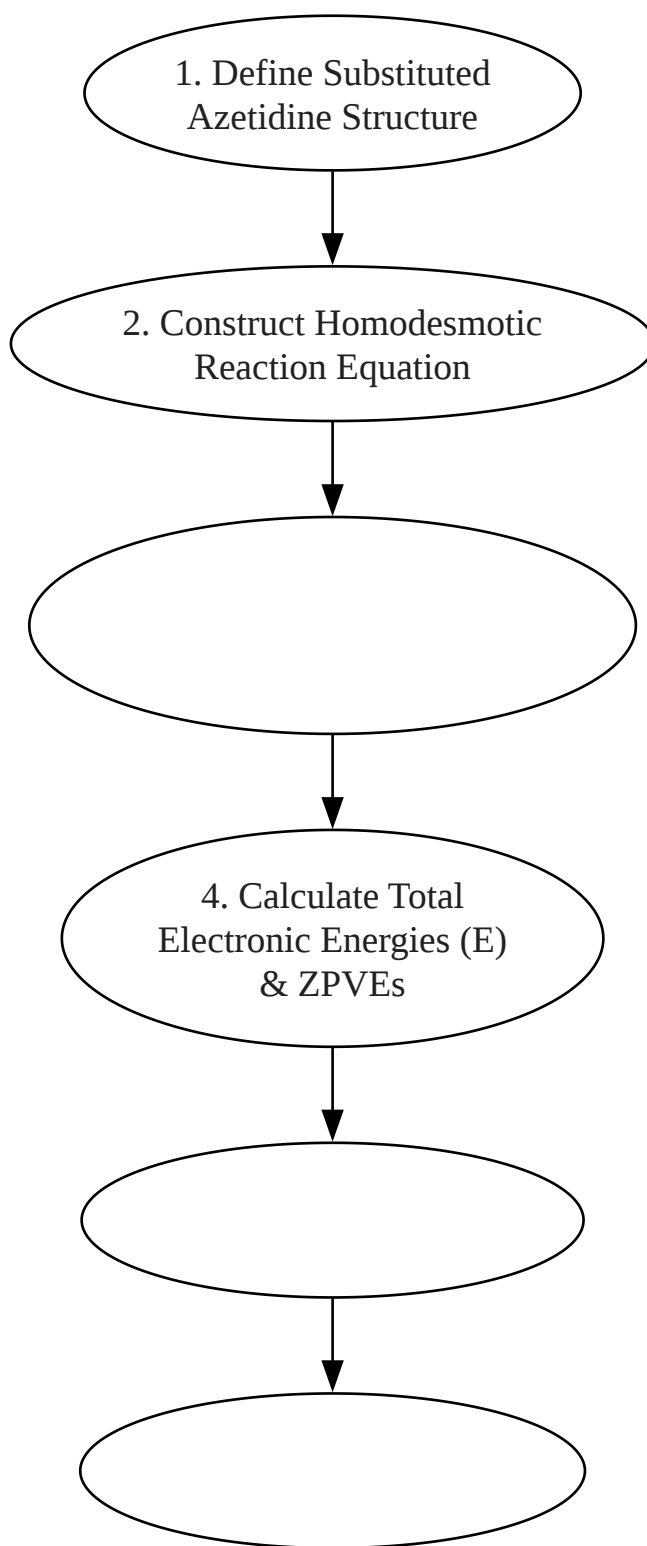 1. Define Substituted
Azetidine Structure
2. Construct Homodesmotic
Reaction Equation
4. Calculate Total
Electronic Energies (E)
& ZPVEs